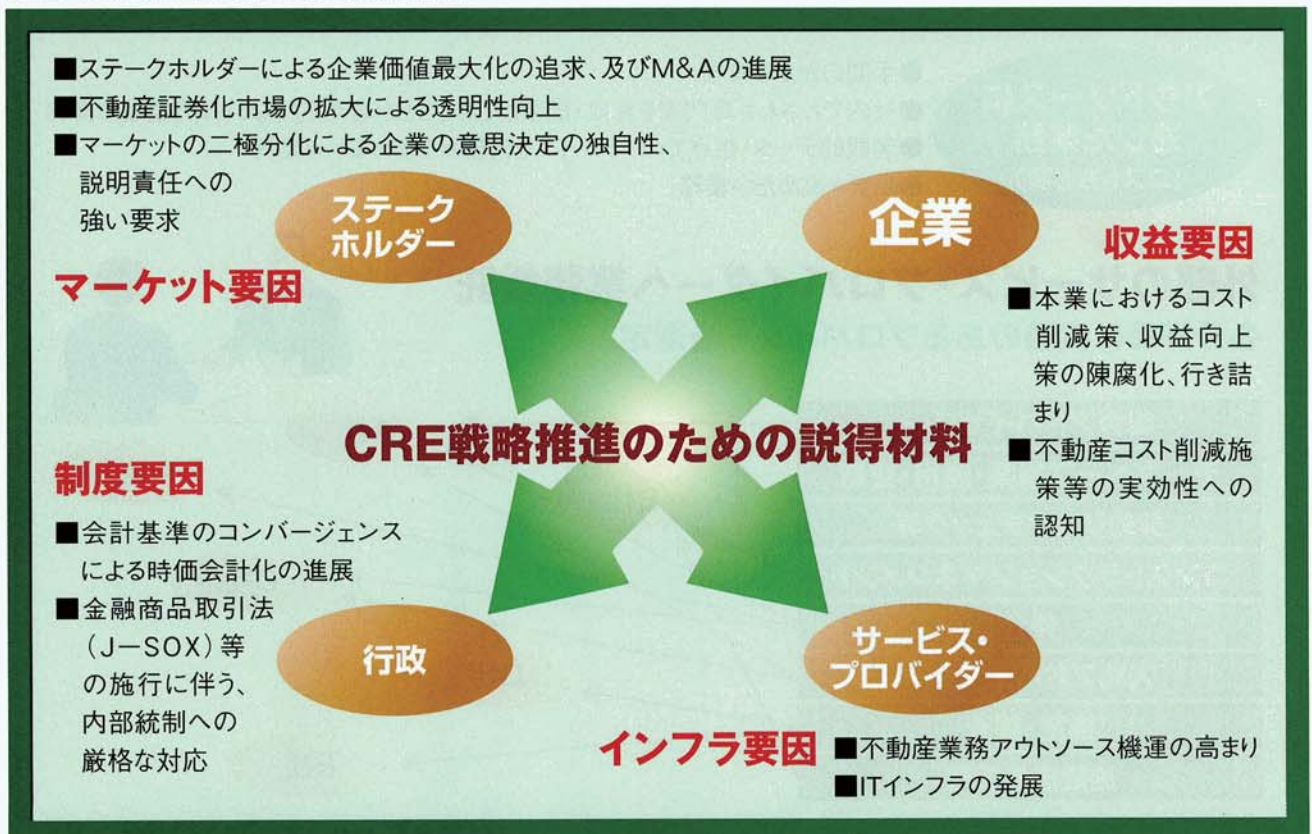 ■ステークホルダーによる企業価値最大化の追求、及びM&Aの進展
■不動産証券化市場の拡大による透明性向上
■マーケットの二極分化による企業の意思決定の独自性、
説明責任への
強い要求
ステーク
ホルダー
マーケット要因
企業
収益要因
■本業におけるコスト
削減策、収益向上
策の陳腐化、行き詰
まり
■不動産コスト削減施
策等の実効性への
認知
CRE戦略推進のための説得材料
制度要因
■会計基準のコンバージェンス
による時価会計化の進展
■金融商品取引法
(J－SOX)等
の施行に伴う、
内部統制への
厳格な対応
行政
サービス・
プロバイダー
インフラ要因
■不動産業務アウトソース機運の高まり
■ITインフラの発展